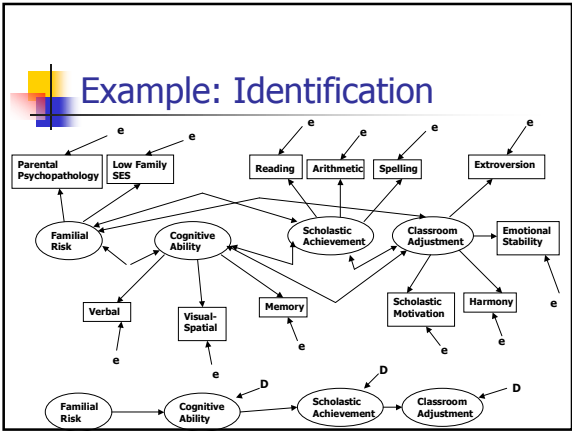 Example: Identification
e
e
e
e
e
e
Parental
Psychopathology
Low Family
SES
Reading
Arithmetic
Spelling
Extroversion
Familial
Risk
Cognitive
Ability
Scholastic
Achievement
Classroom
Adjustment
Emotional
Stability
Verbal
Visual-
Spatial
Memory
Scholastic
Motivation
Harmony
e
e
e
e
e
e
D
D
D
Familial
Risk
Cognitive
Ability
Scholastic
Achievement
Classroom
Adjustment